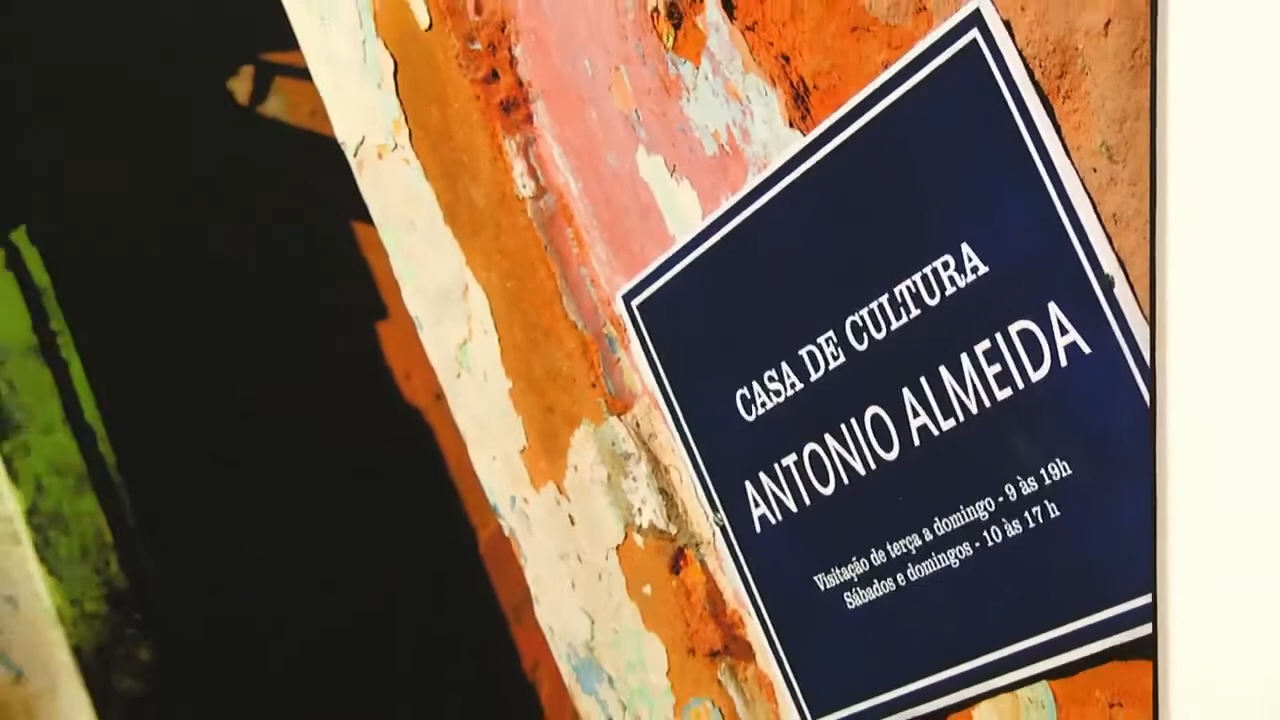 CASA DE CULTURA
ANTONIO ALMEIDA
Visitação de terça a domingo - 9 às 19h
Sábados e domingos - 10 às 17 h